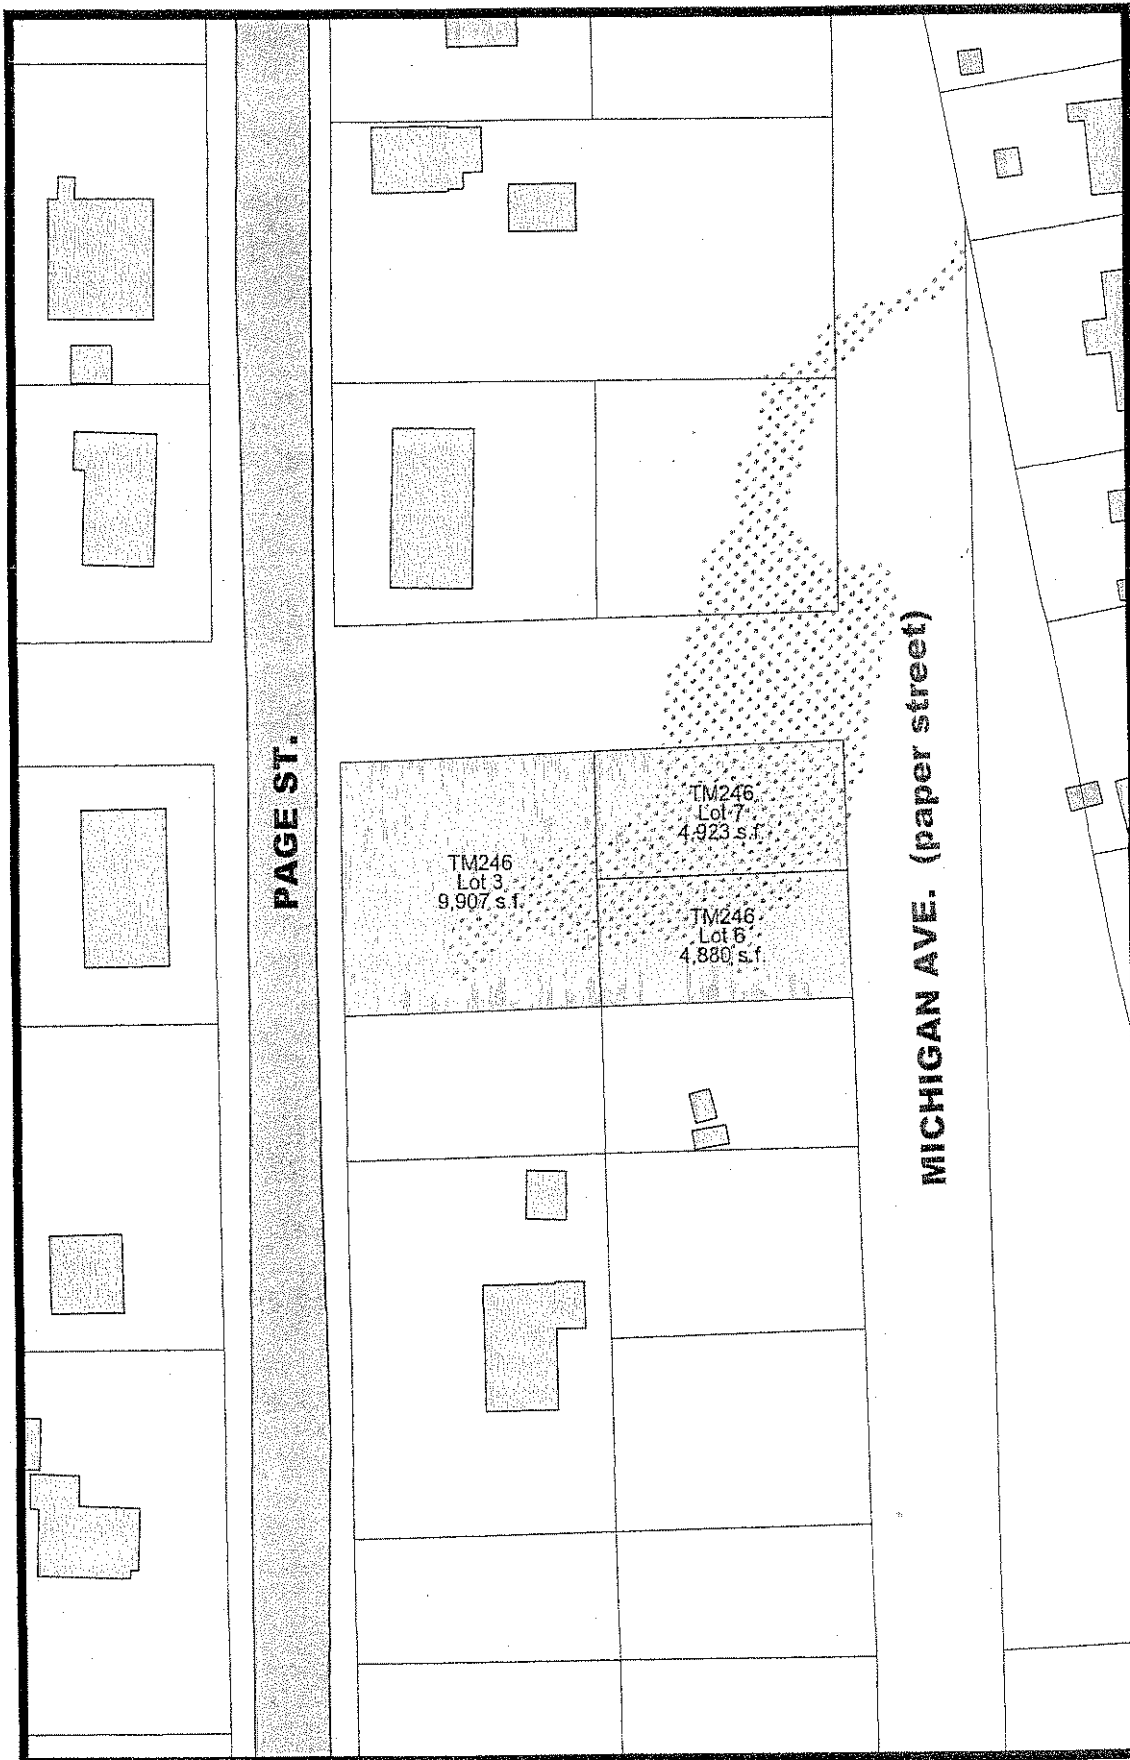 PAGE ST.
TM246
Lot 3
9,907 s.f.
TM246
Lot 7
4,923 s.f.
TM246
Lot 6
4,880 s.f.
MICHIGAN AVE. (paper street)